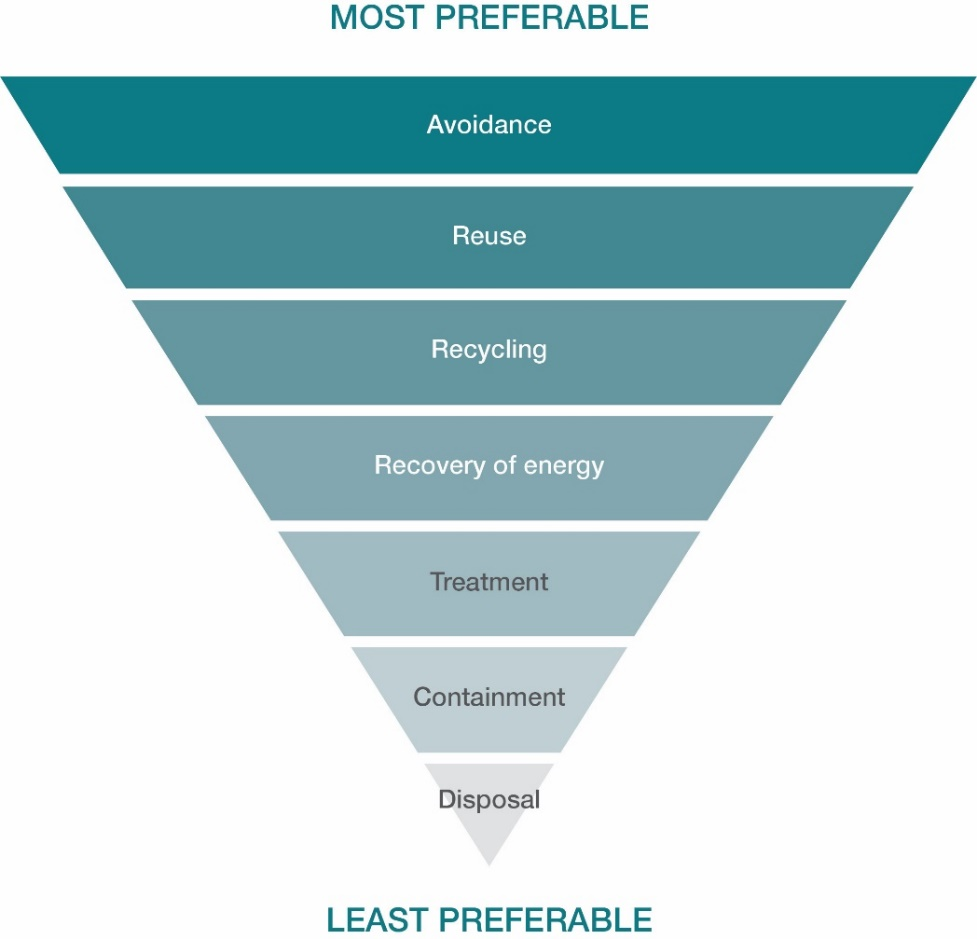 MOST PREFERABLE
Avoidance
Reuse
Recycling
Recovery of energy
Treatment
Containment
Disposal
LEAST PREFERABLE